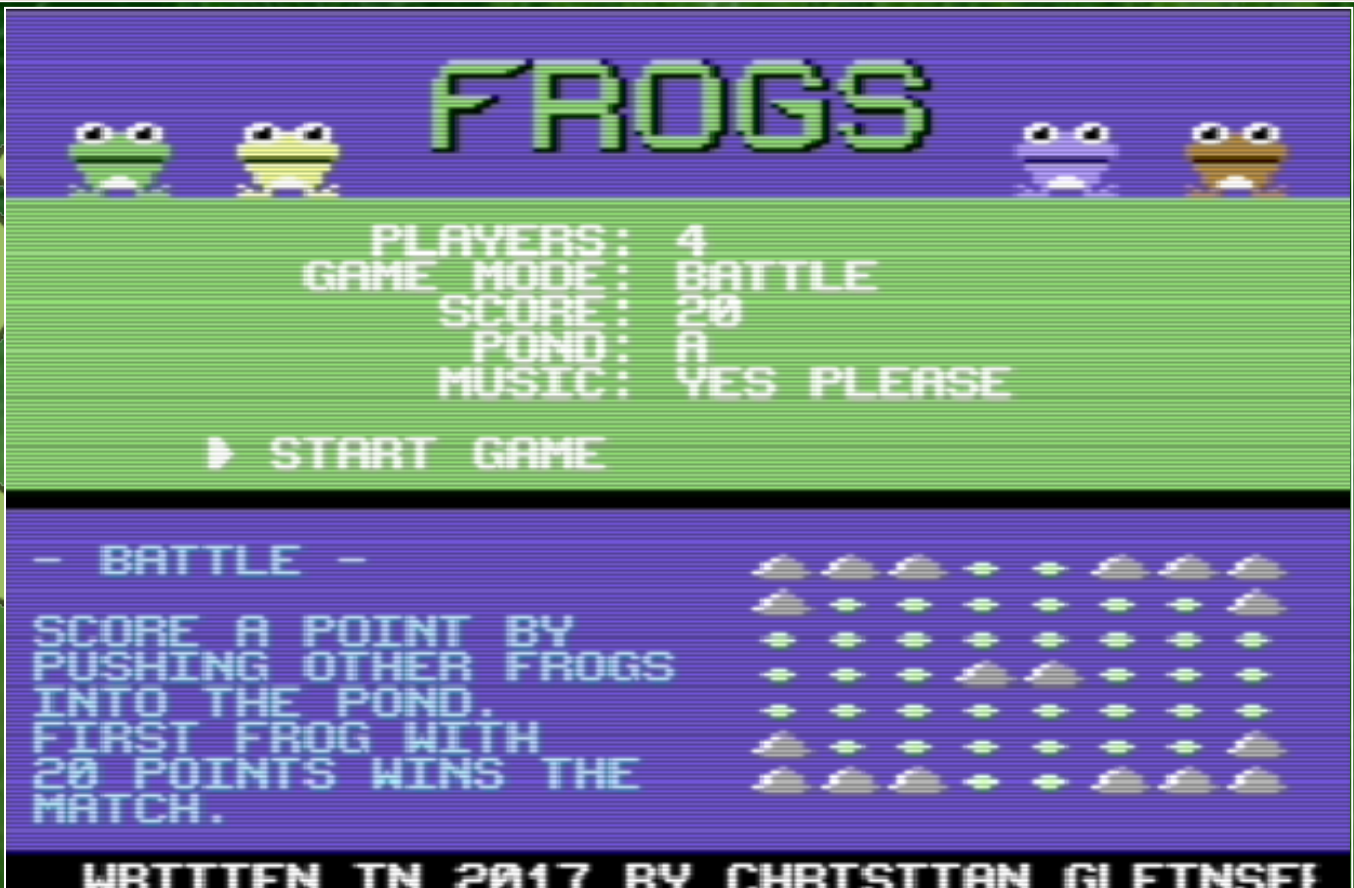 FROGS
PLAYERS: 4
GAME MODE: BATTLE
SCORE: 20
POND: A
MUSIC: YES PLEASE
START GAME
- BATTLE -
SCORE A POINT BY
PUSHING OTHER FROGS
INTO THE POND.
FIRST FROG WITH
20 POINTS WINS THE
MATCH.
WRITTEN IN 2017 BY CHRISTIAN